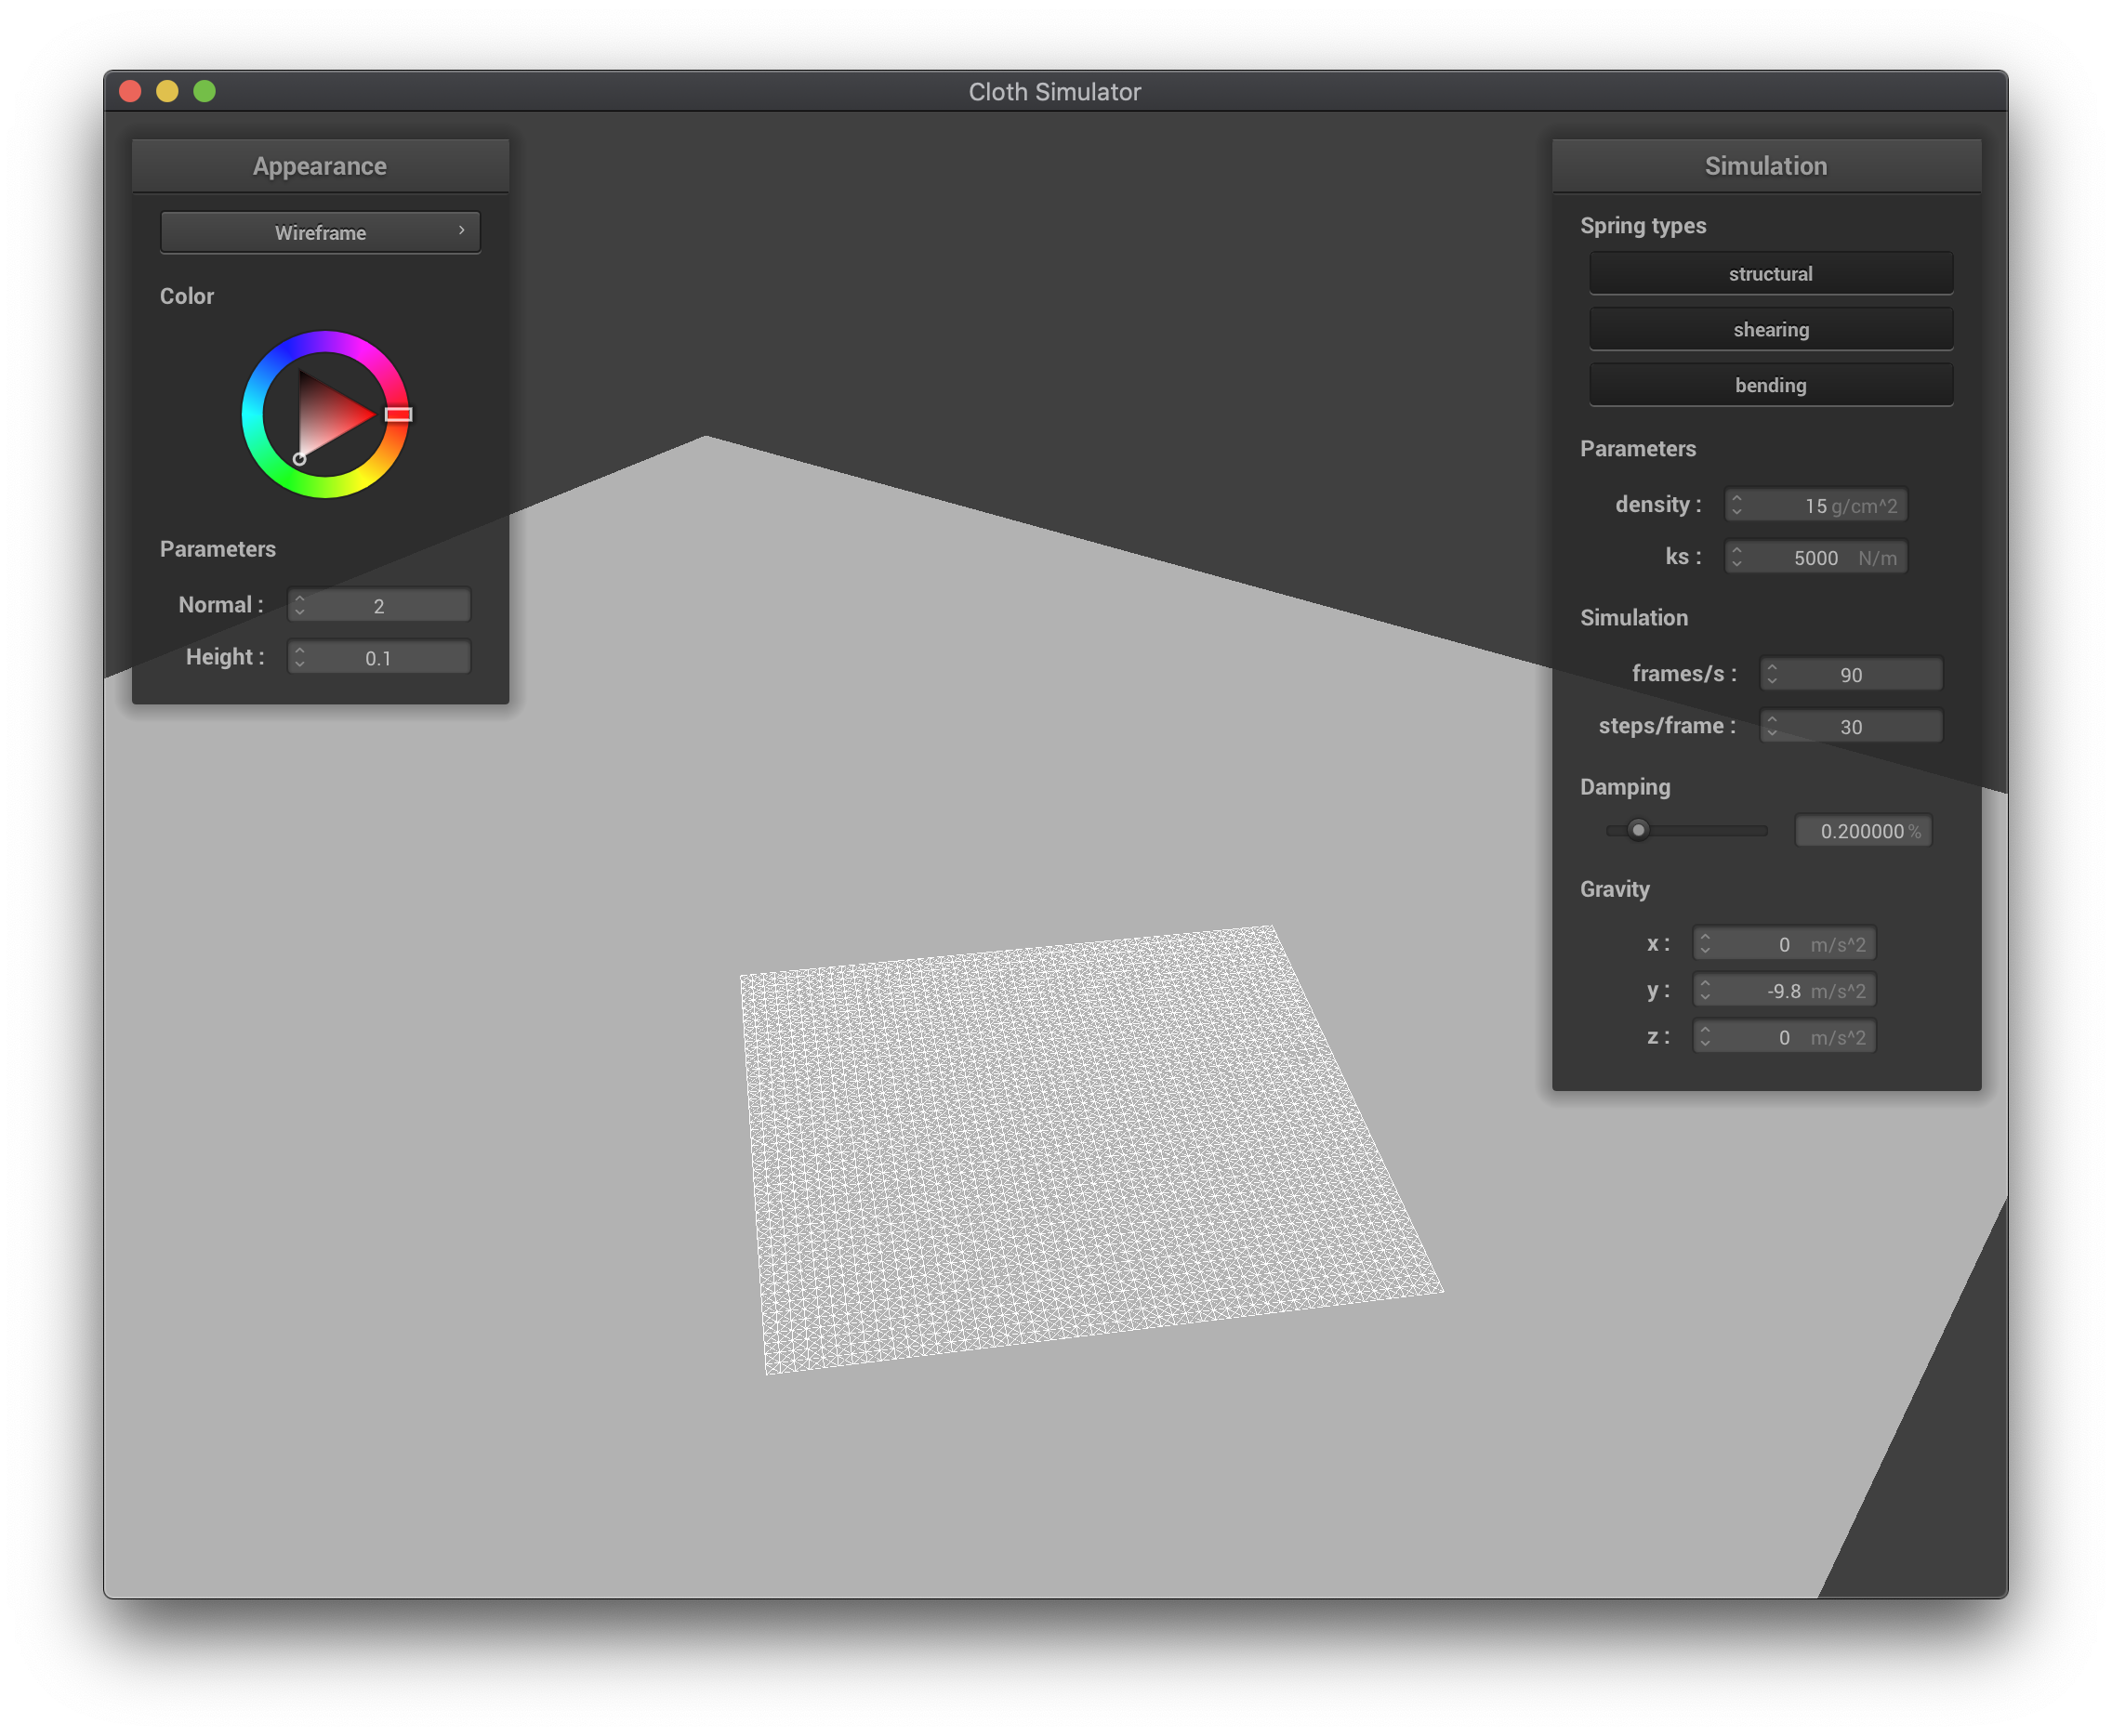 Cloth Simulator
Appearance
Wireframe
Color
Parameters
Normal : 2
Height : 0.1
Simulation
Spring types
structural
shearing
bending
Parameters
density : 15 g/cm^2
ks : 5000 N/m
Simulation
frames/s : 90
steps/frame : 30
Damping
0.200000 %
Gravity
x : 0 m/s^2
y : -9.8 m/s^2
z : 0 m/s^2